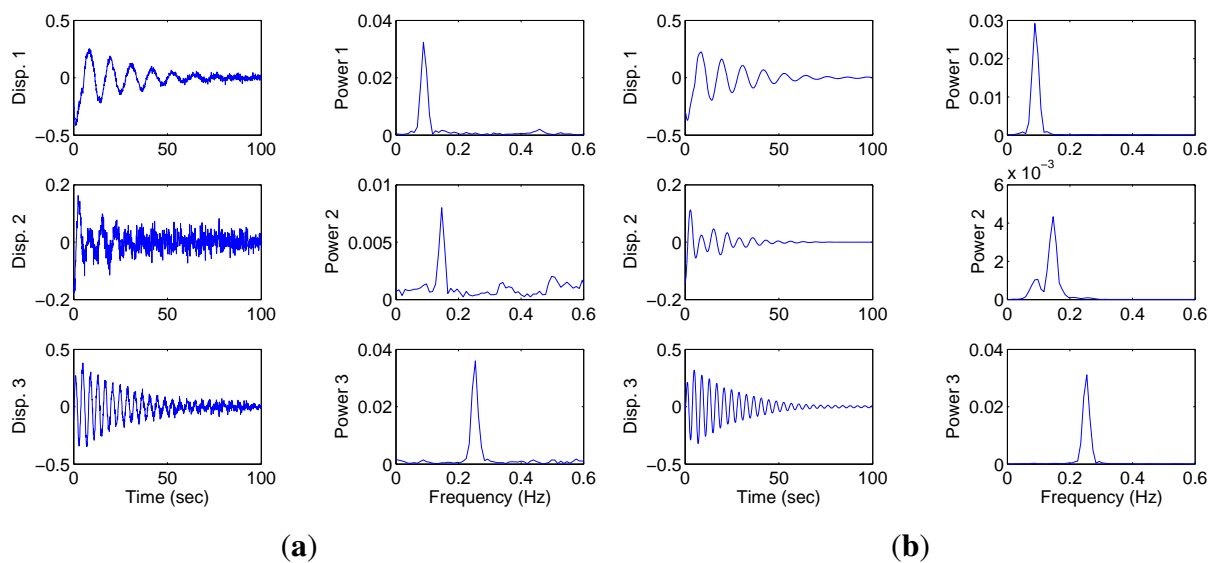 Disp. 1
0.5
0
−0.5
0 50 100
Power 1
0.04
0.02
0
0 0.2 0.4 0.6
Disp. 1
0.5
0
−0.5
0 50 100
Power 1
0.03
0.02
0.01
0
0 0.2 0.4 0.6
Disp. 2
0.2
0
−0.2
0 50 100
Power 2
0.01
0.005
0
0 0.2 0.4 0.6
Disp. 2
0.2
0
−0.2
0 50 100
Power 2
x 10⁻³
6
4
2
0
0 0.2 0.4 0.6
Disp. 3
0.5
0
−0.5
0 50 100
Time (sec)
Power 3
0.04
0.02
0
0 0.2 0.4 0.6
Frequency (Hz)
Disp. 3
0.5
0
−0.5
0 50 100
Time (sec)
Power 3
0.04
0.02
0
0 0.2 0.4 0.6
Frequency (Hz)
(a)
(b)